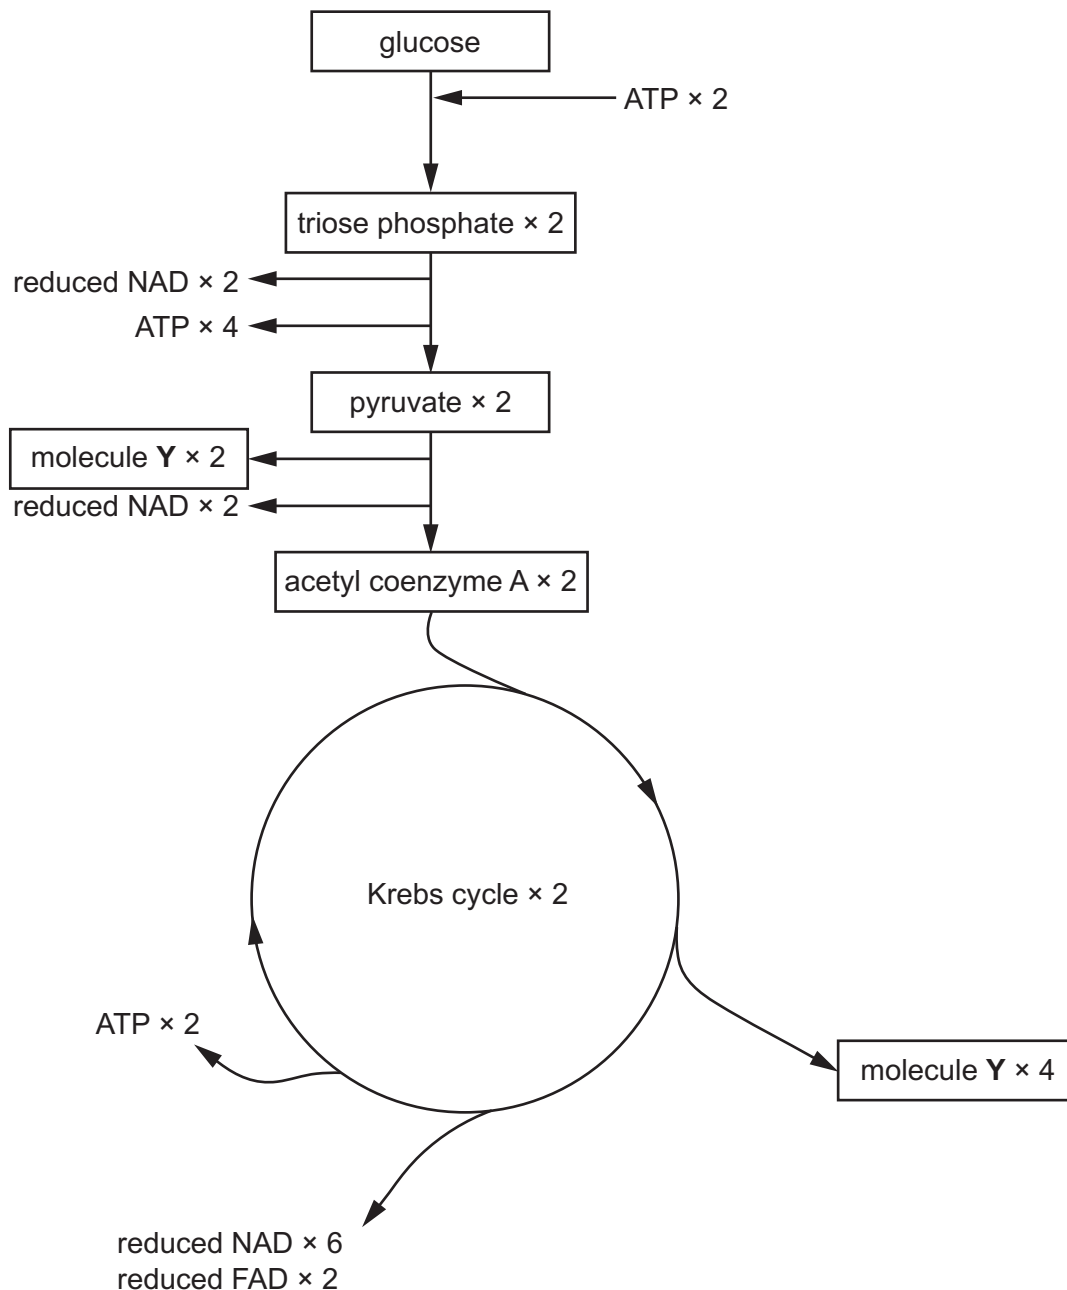 glucose
ATP × 2
triose phosphate × 2
reduced NAD × 2
ATP × 4
pyruvate × 2
molecule Y × 2
reduced NAD × 2
acetyl coenzyme A × 2
Krebs cycle × 2
ATP × 2
molecule Y × 4
reduced NAD × 6
reduced FAD × 2